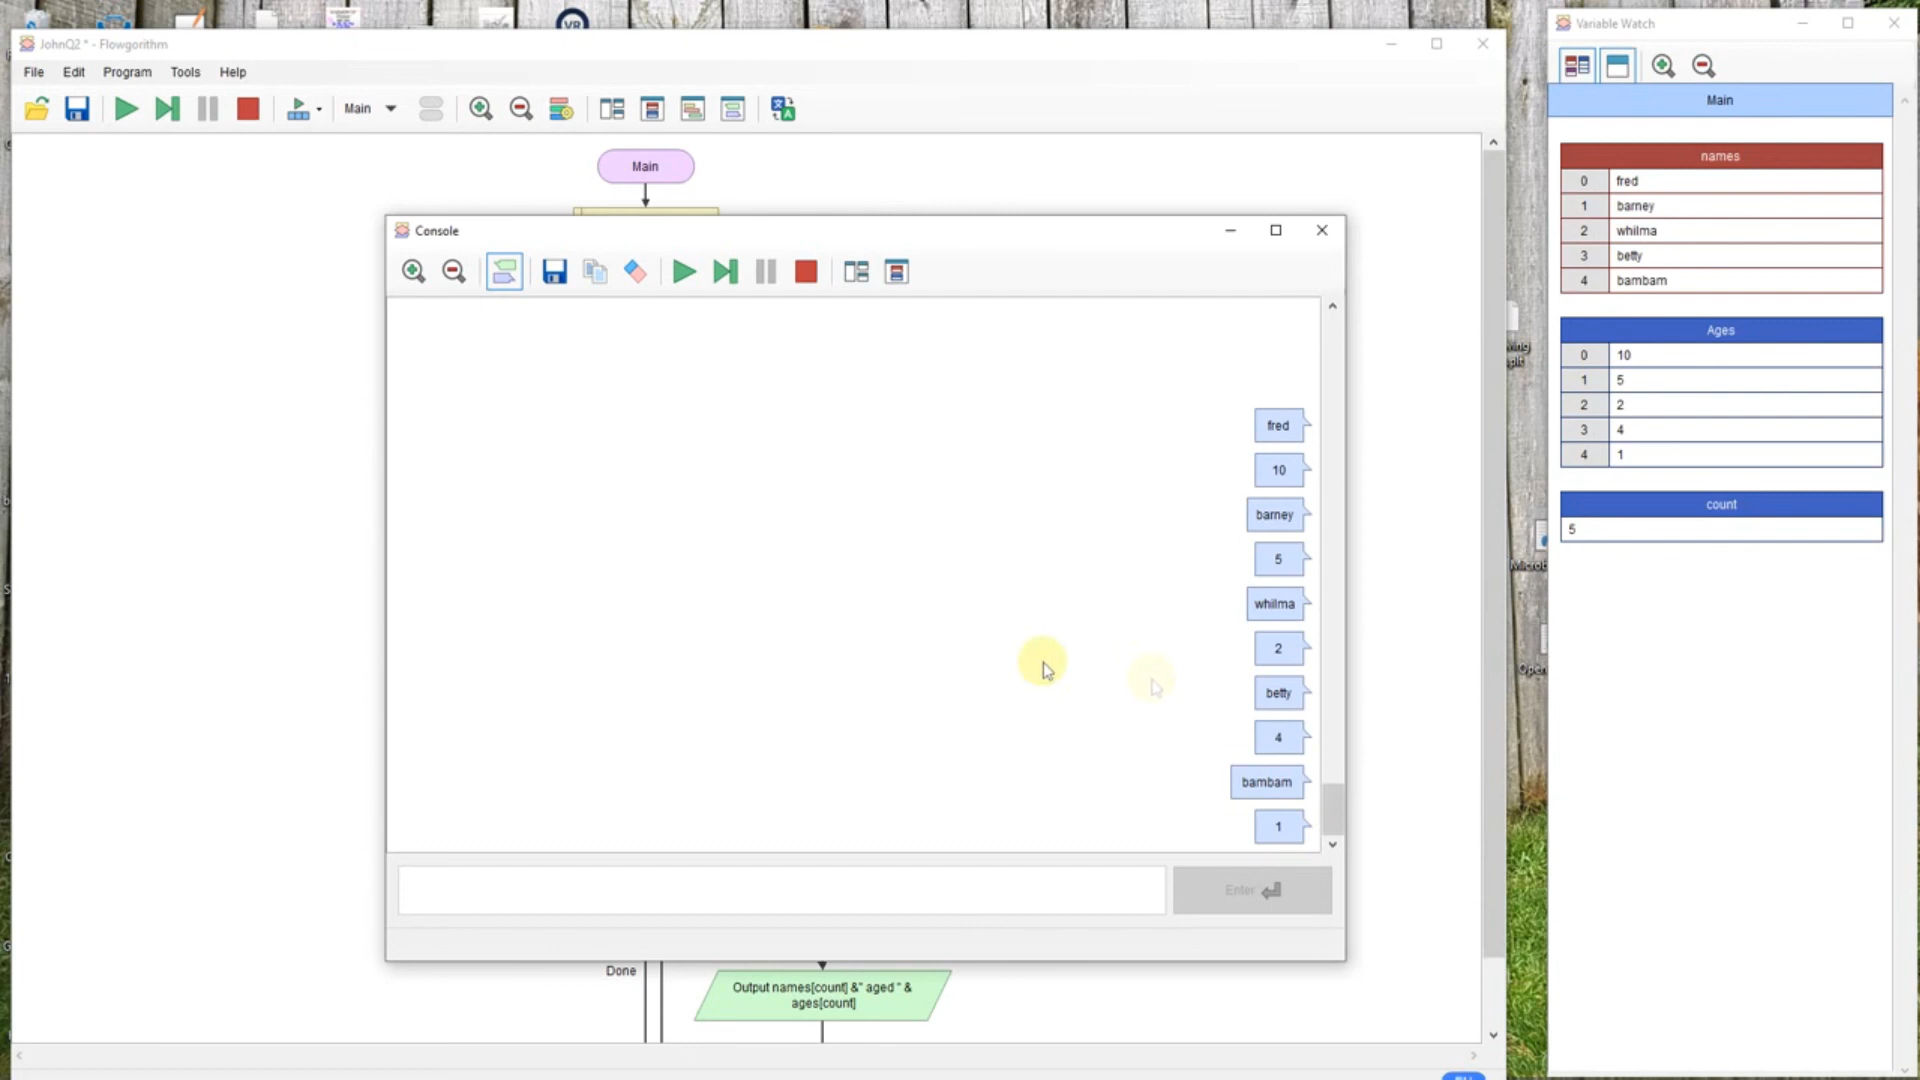 JohnQ2 * - Flowgorithm
File Edit Program Tools Help
Main
Main
Console
fred
10
barney
5
whilma
2
betty
4
bambam
1
Enter
Done
Output names[count] &" aged " &
ages[count]
Variable Watch
Main
names
0 fred
1 barney
2 whilma
3 betty
4 bambam
Ages
0 10
1 5
2 2
3 4
4 1
count
5